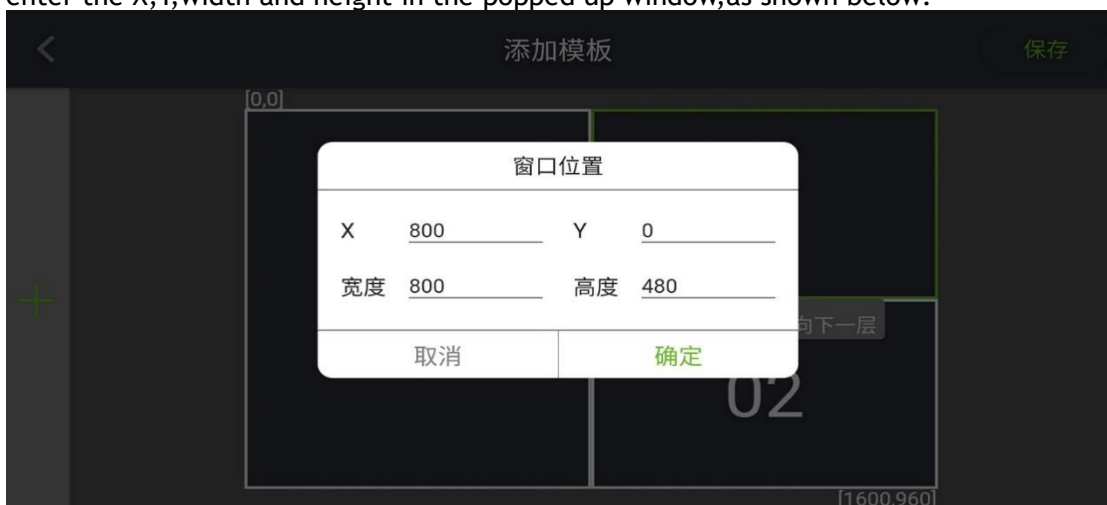 enter the X,Y,width and height in the popped up window,as shown below:
添加模板 保存
[0,0]
窗口位置
X 800 Y 0
宽度 800 高度 480
向下一层
取消 确定
02
[1600,960]